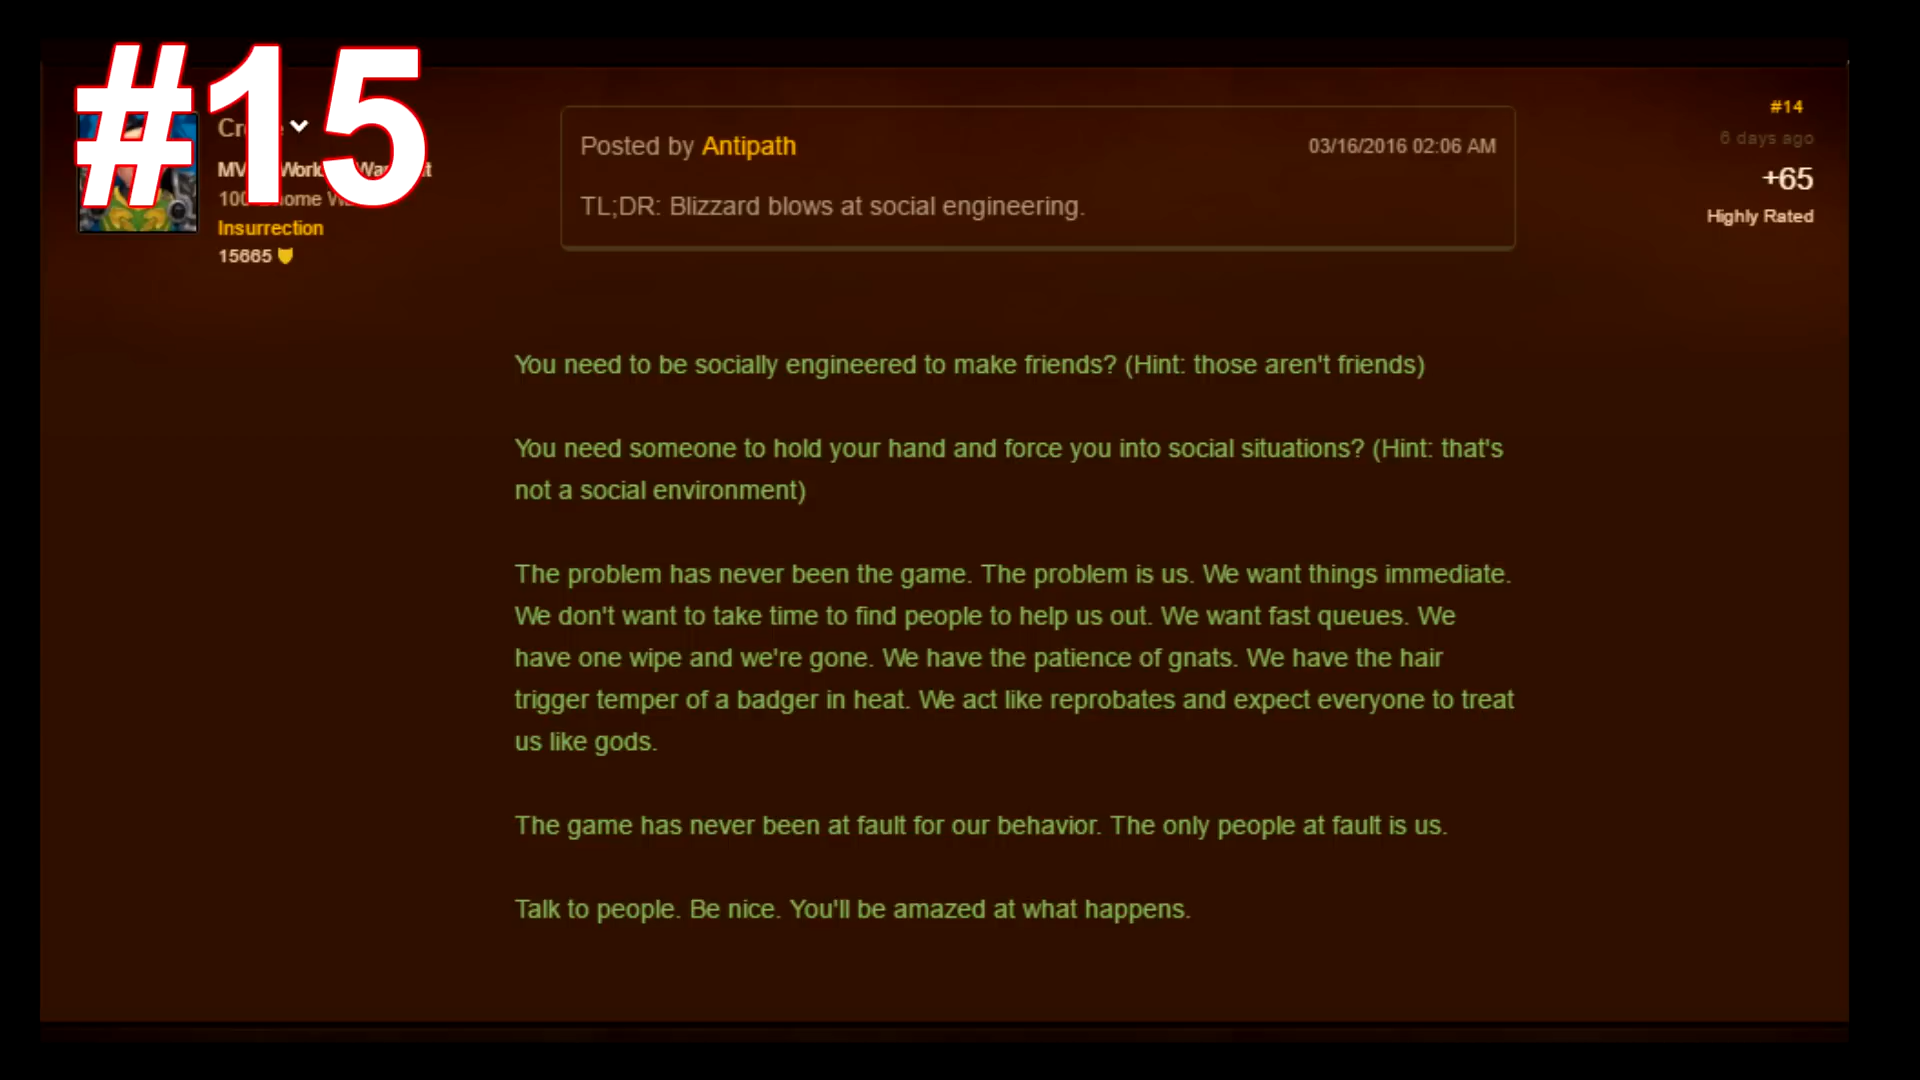 #15
MV
100
Insurrection
15665
Posted by Antipath
03/16/2016 02:06 AM
TL;DR: Blizzard blows at social engineering.
#14
6 days ago
+65
Highly Rated
You need to be socially engineered to make friends? (Hint: those aren't friends)
You need someone to hold your hand and force you into social situations? (Hint: that's
not a social environment)
The problem has never been the game. The problem is us. We want things immediate.
We don't want to take time to find people to help us out. We want fast queues. We
have one wipe and we're gone. We have the patience of gnats. We have the hair
trigger temper of a badger in heat. We act like reprobates and expect everyone to treat
us like gods.
The game has never been at fault for our behavior. The only people at fault is us.
Talk to people. Be nice. You'll be amazed at what happens.